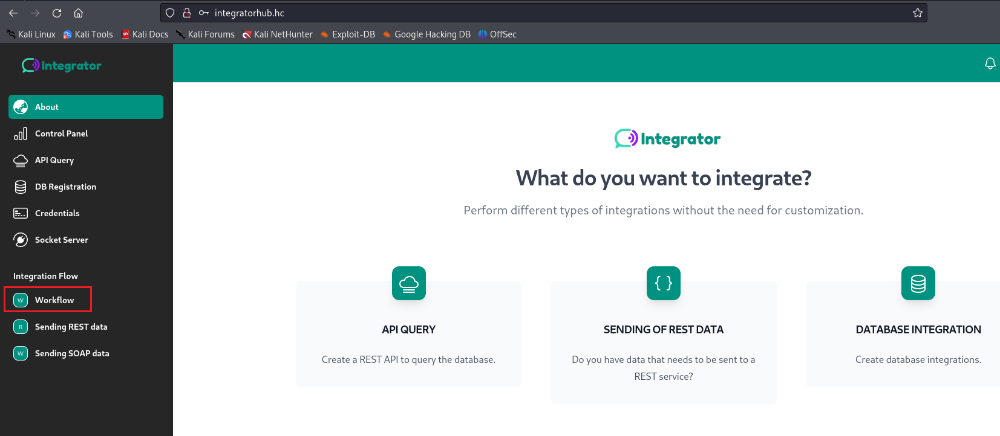 integratorhub.hc
Kali Linux Kali Tools Kali Docs Kali Forums Kali NetHunter Exploit-DB Google Hacking DB OffSec
Integrator
About
Control Panel
API Query
DB Registration
Credentials
Socket Server
Integration Flow
W Workflow
R Sending REST data
W Sending SOAP data
Integrator
What do you want to integrate?
Perform different types of integrations without the need for customization.
API QUERY
Create a REST API to query the database.
{ }
SENDING OF REST DATA
Do you have data that needs to be sent to a
REST service?
DATABASE INTEGRATION
Create database integrations.